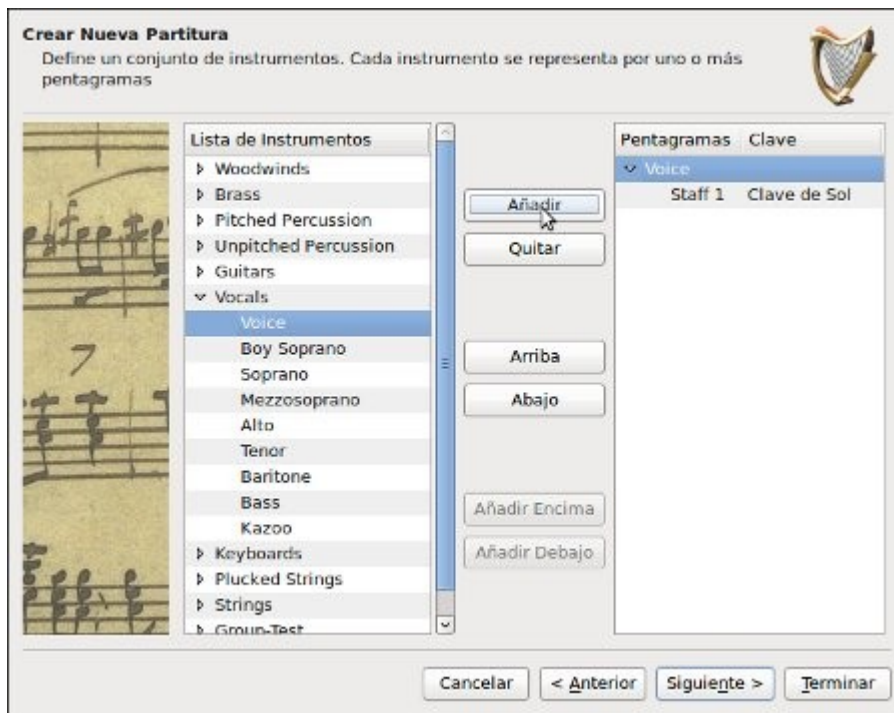 Crear Nueva Partitura
Define un conjunto de instrumentos. Cada instrumento se representa por uno o más
pentagramas
Lista de Instrumentos
Woodwinds
Brass
Pitched Percussion
Unpitched Percussion
Guitars
Vocals
Voice
Boy Soprano
Soprano
Mezzosoprano
Alto
Tenor
Baritone
Bass
Kazoo
Keyboards
Plucked Strings
Strings
Group-Test
7
Añadir
Quitar
Arriba
Abajo
Añadir Encima
Añadir Debajo
Pentagramas Clave
Voice
Staff 1 Clave de Sol
Cancelar < Anterior Siguiente > Terminar